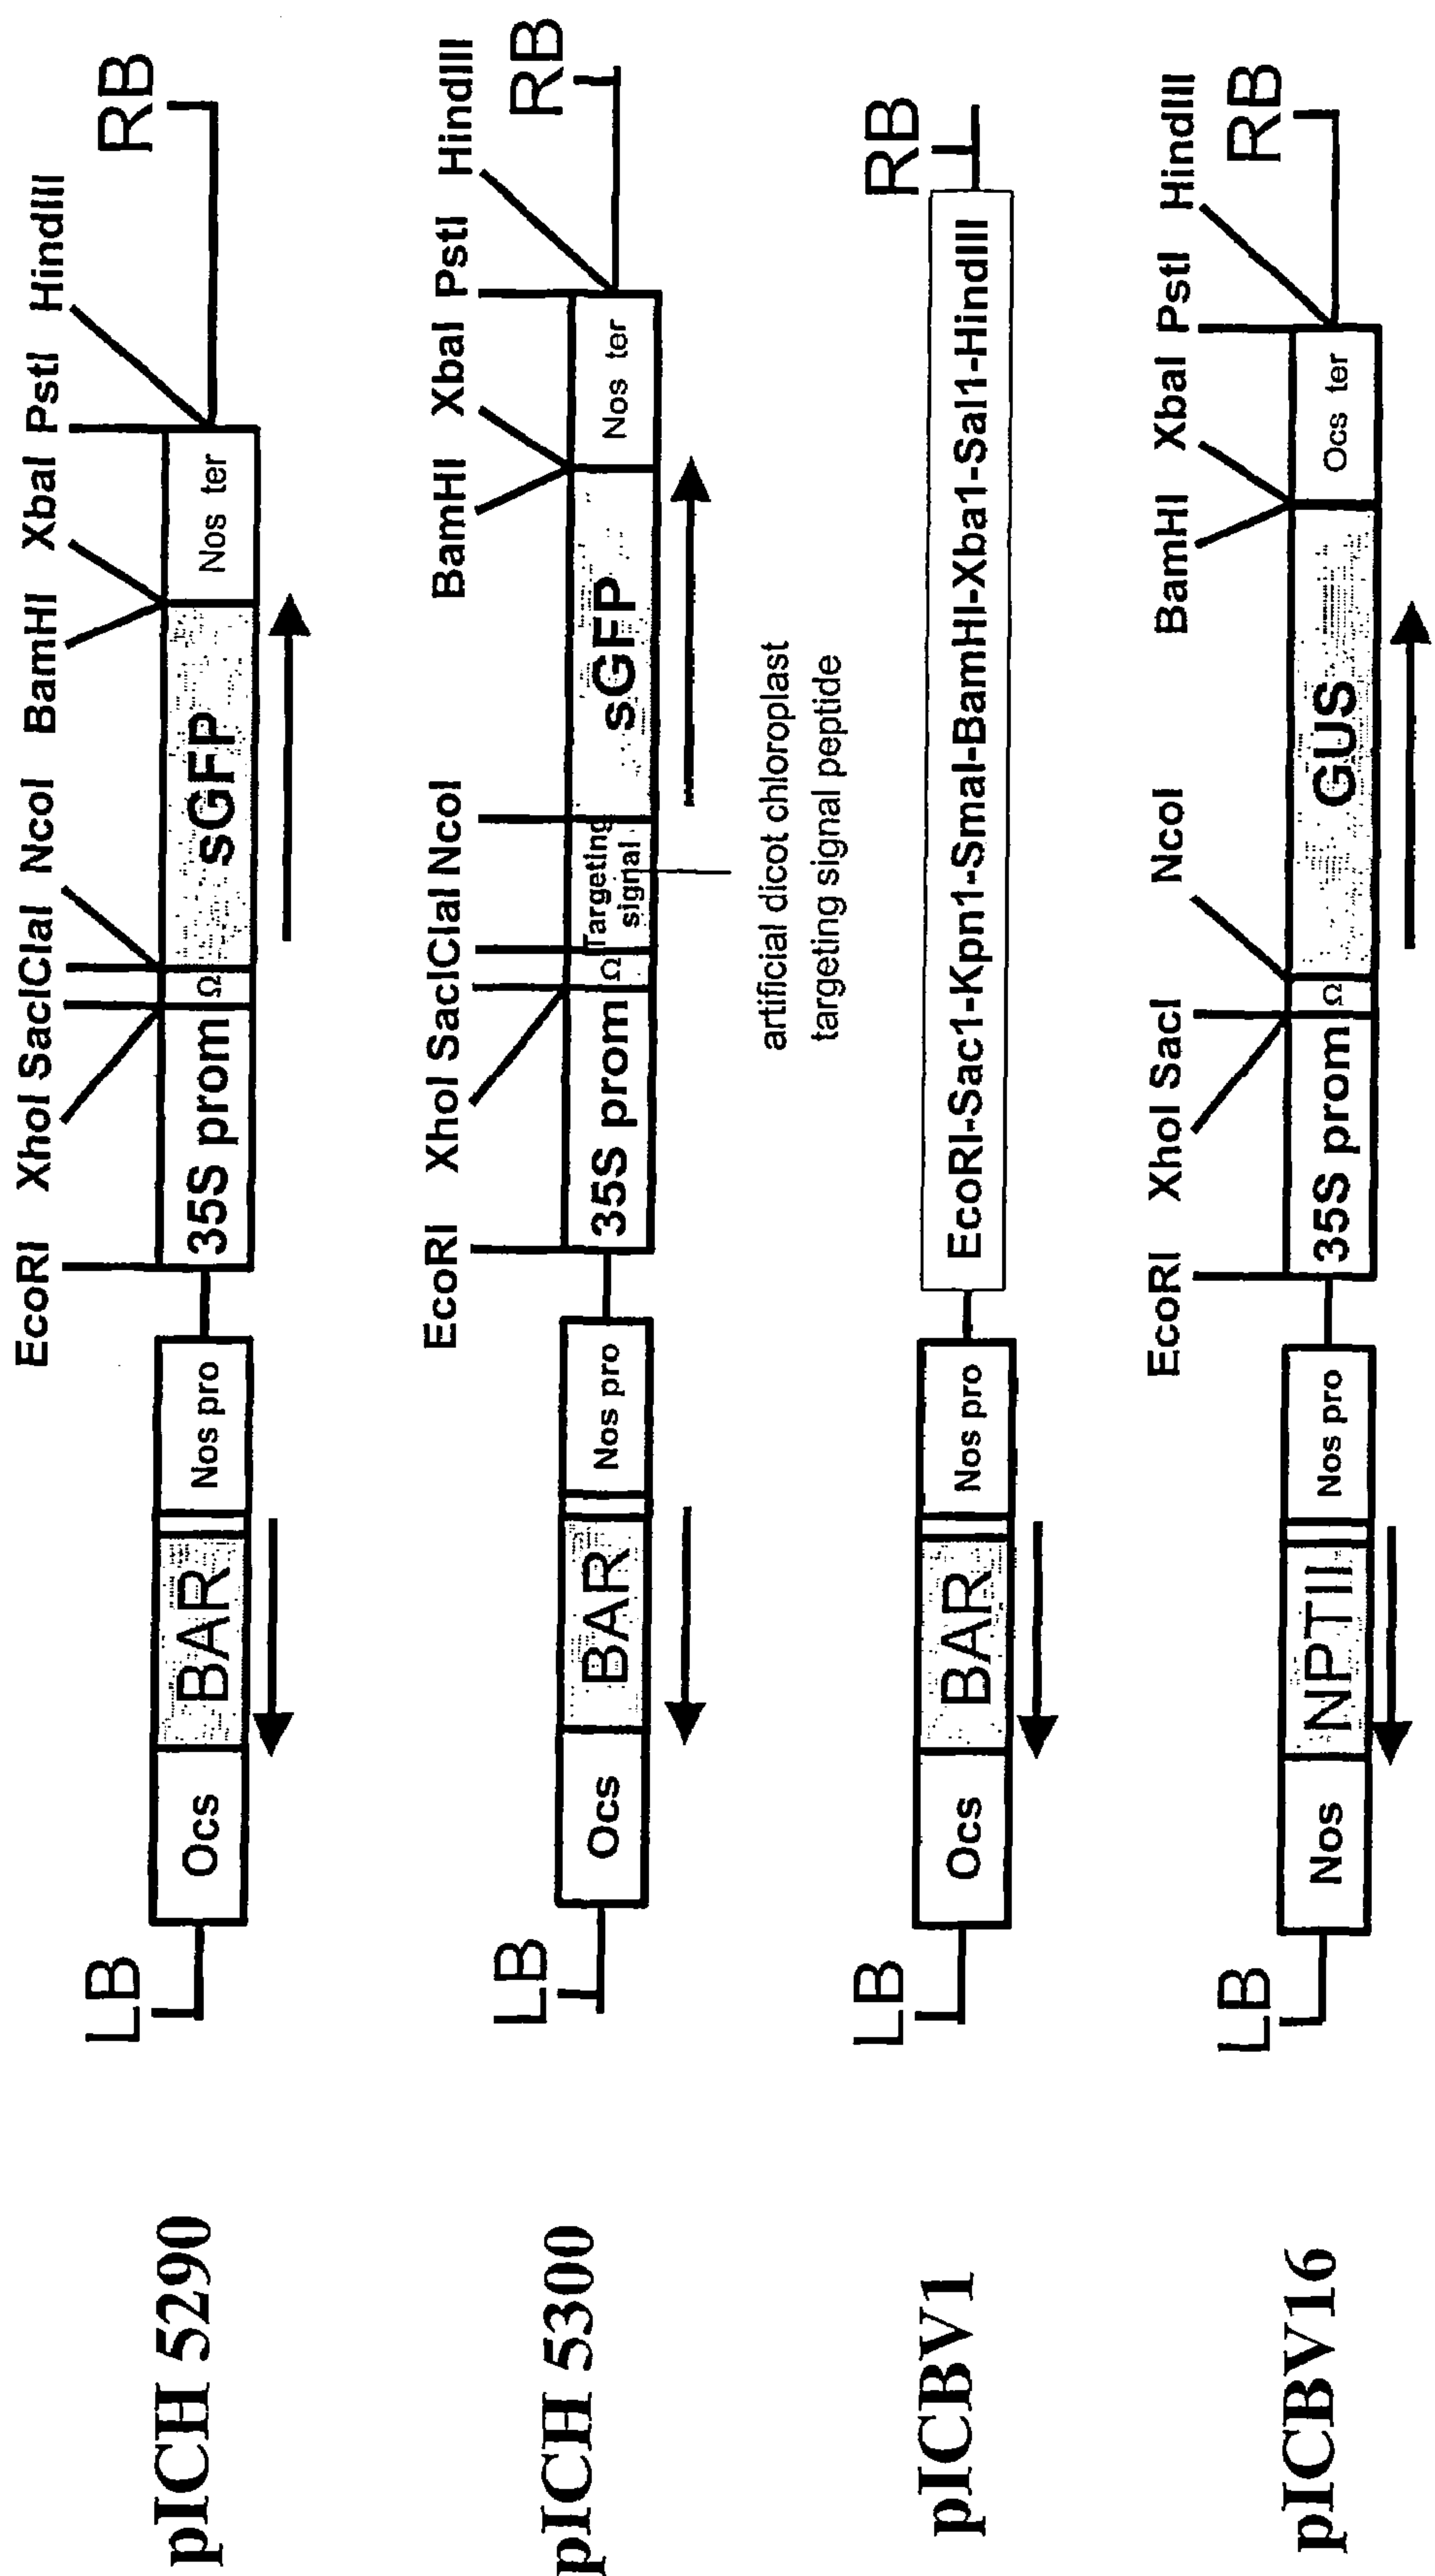 pICH 5290
LB
Ocs
BAR
Nos pro
EcoRI
35S prom
XhoI
SacI
Ω
ClaI
NcoI
sGFP
BamHI
XbaI
Nos ter
PstI
HindIII
RB
pICH 5300
LB
Ocs
BAR
Nos pro
EcoRI
35S prom
XhoI
SacI
Ω
ClaI
Targeting
signal
NcoI
sGFP
BamHI
XbaI
Nos ter
PstI
HindIII
RB
artificial dicot chloroplast
targeting signal peptide
pICBV1
LB
Ocs
BAR
Nos pro
EcoRI-Sac1-Kpn1-SmaI-BamHI-Xba1-Sal1-HindIII
RB
pICBV16
LB
Nos
NPTII
Nos pro
EcoRI
35S prom
XhoI
SacI
Ω
NcoI
GUS
BamHI
XbaI
Ocs ter
PstI
HindIII
RB